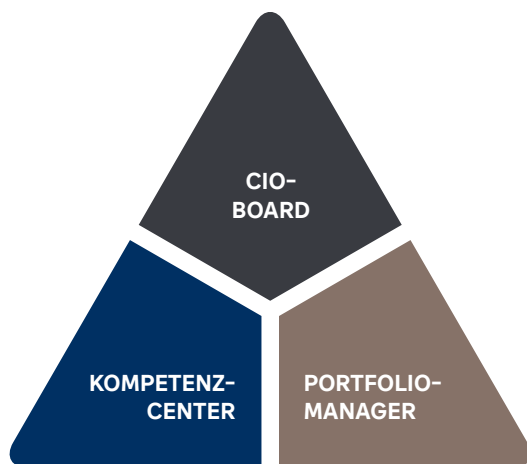 CIO-
BOARD
KOMPETENZ-
CENTER
PORTFOLIO-
MANAGER